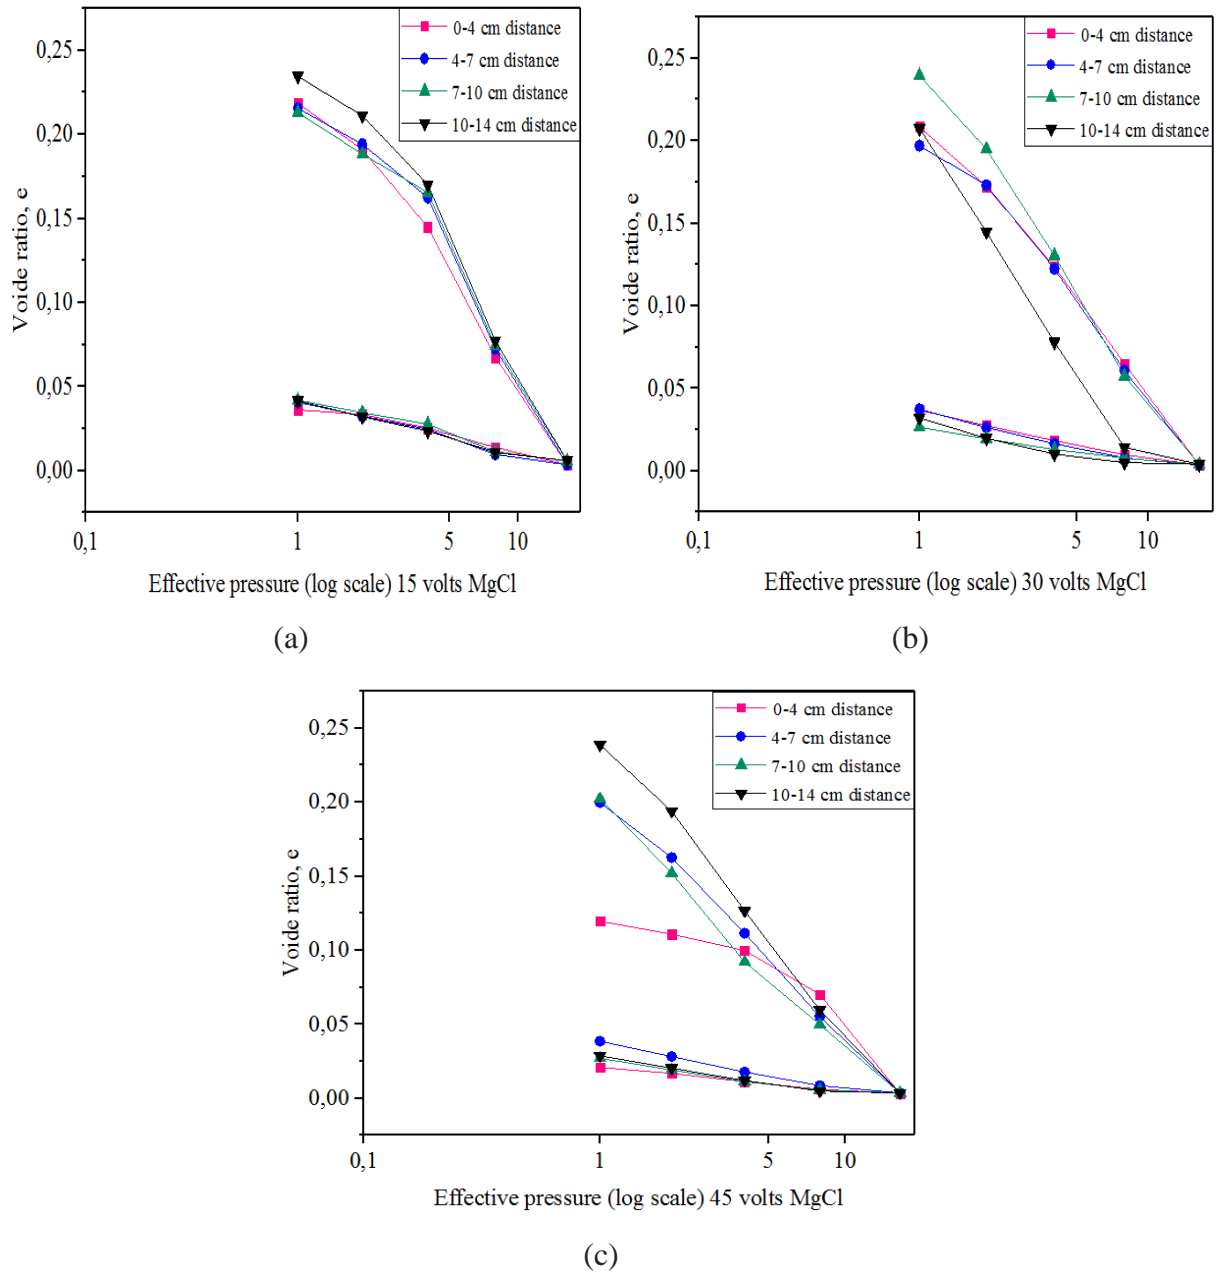 0-4 cm distance
4-7 cm distance
7-10 cm distance
10-14 cm distance
0,25
0,20
0,15
0,10
0,05
0,00
Voide ratio, e
0,1
1
5
10
Effective pressure (log scale) 15 volts MgCl
(a)
0-4 cm distance
4-7 cm distance
7-10 cm distance
10-14 cm distance
0,25
0,20
0,15
0,10
0,05
0,00
Voide ratio, e
0,1
1
5
10
Effective pressure (log scale) 30 volts MgCl
(b)
0-4 cm distance
4-7 cm distance
7-10 cm distance
10-14 cm distance
0,25
0,20
0,15
0,10
0,05
0,00
Voide ratio, e
0,1
1
5
10
Effective pressure (log scale) 45 volts MgCl
(c)